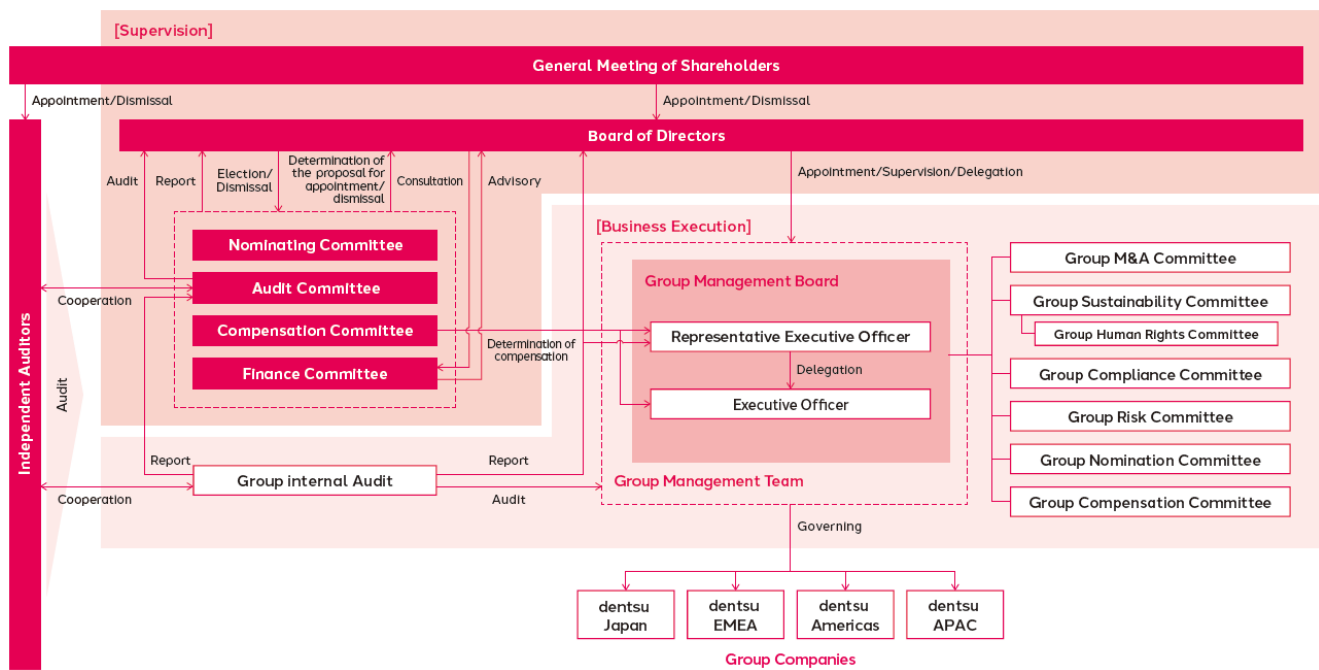 [Supervision]
General Meeting of Shareholders
Appointment/Dismissal
Appointment/Dismissal
Board of Directors
Independent Auditors
Audit
Audit
Report
Election/
Dismissal
Determination of
the proposal for
appointment/
dismissal
Consultation
Advisory
Appointment/Supervision/Delegation
Nominating Committee
Audit Committee
Compensation Committee
Finance Committee
Cooperation
Determination of
compensation
[Business Execution]
Group Management Board
Representative Executive Officer
Delegation
Executive Officer
Group Management Team
Group M&A Committee
Group Sustainability Committee
Group Human Rights Committee
Group Compliance Committee
Group Risk Committee
Group Nomination Committee
Group Compensation Committee
Report
Group internal Audit
Report
Cooperation
Audit
Governing
dentsu
Japan
dentsu
EMEA
dentsu
Americas
dentsu
APAC
Group Companies